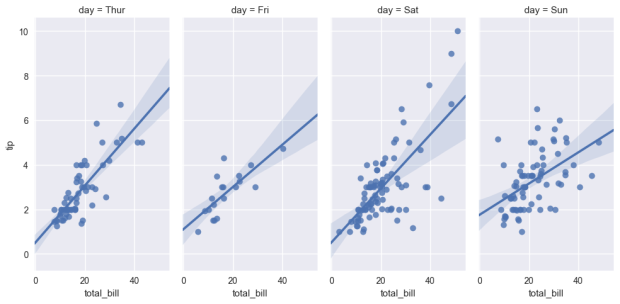 day = Thur
day = Fri
day = Sat
day = Sun
10
8
6
4
2
0
tip
0
20
40
0
20
40
0
20
40
0
20
40
total_bill
total_bill
total_bill
total_bill